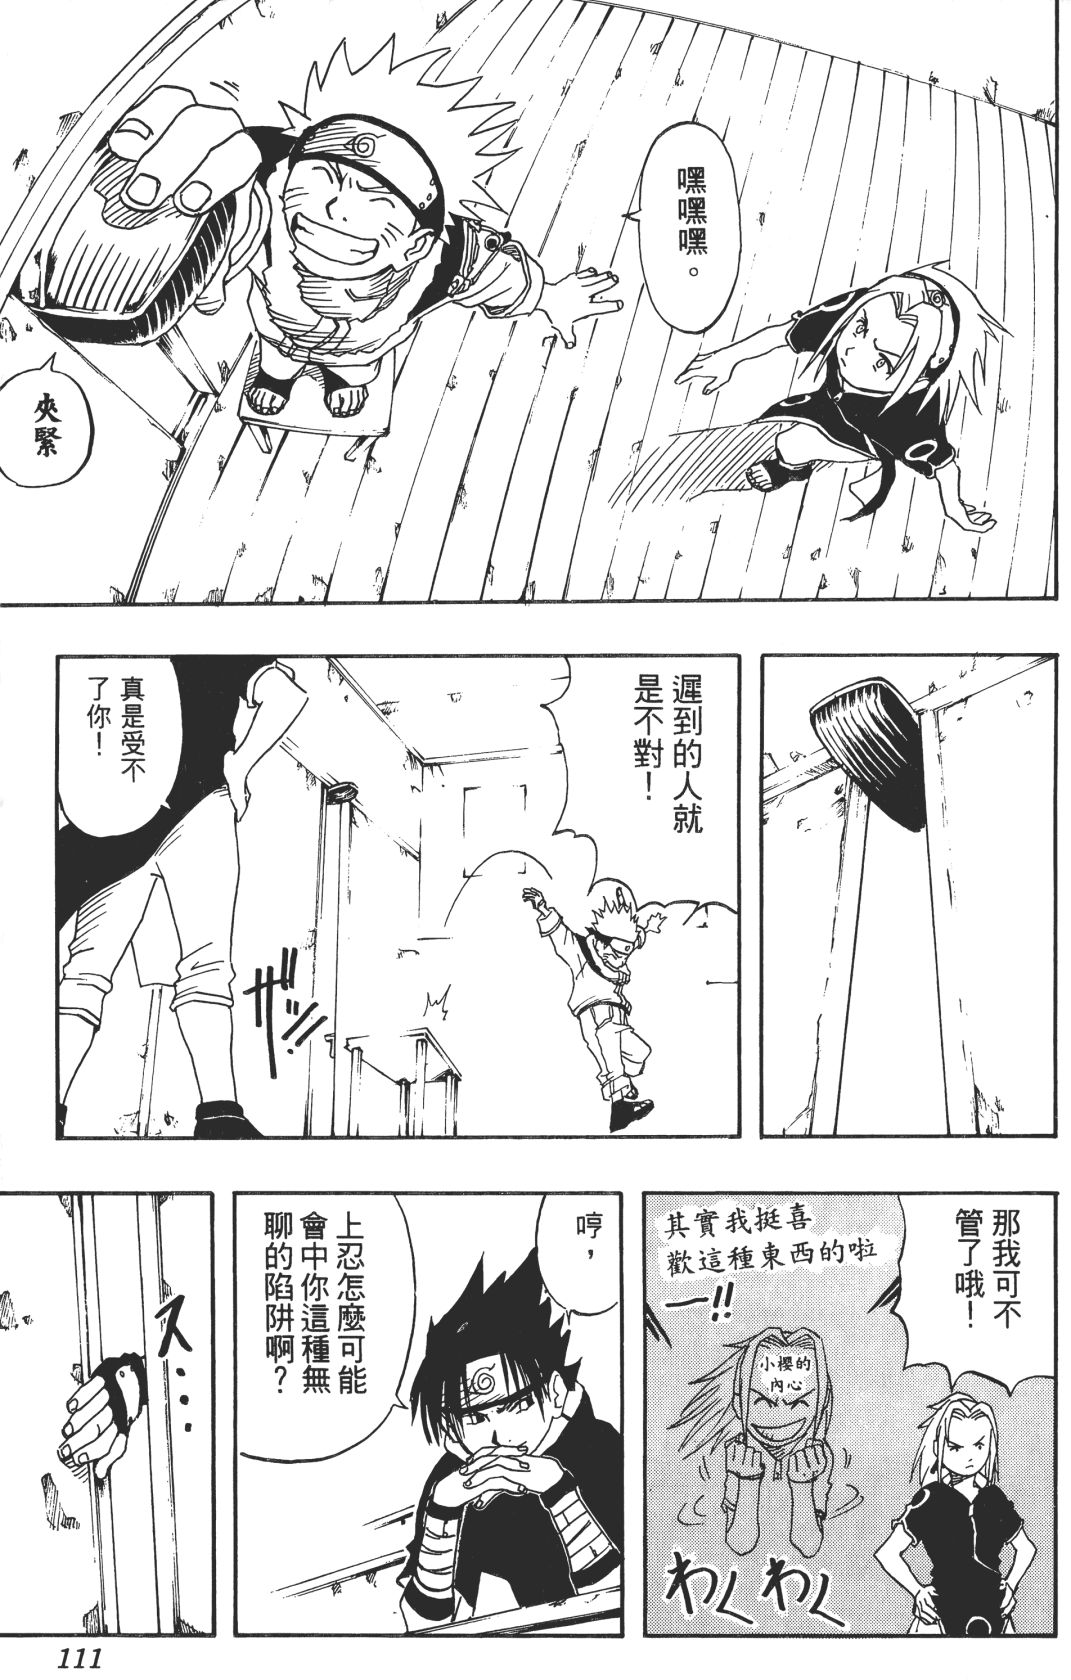 嘿嘿嘿。
夾緊
遲到的人就
是不對！
真是受不
了你！
ガガッ!!
那我可不
管了哦！
其實我挺喜
歡這種東西的啦
—!!
小櫻的
內心
わくわく
哼，
上忍怎麼可能
會中你這種無
聊的陷阱啊？
ス…
111